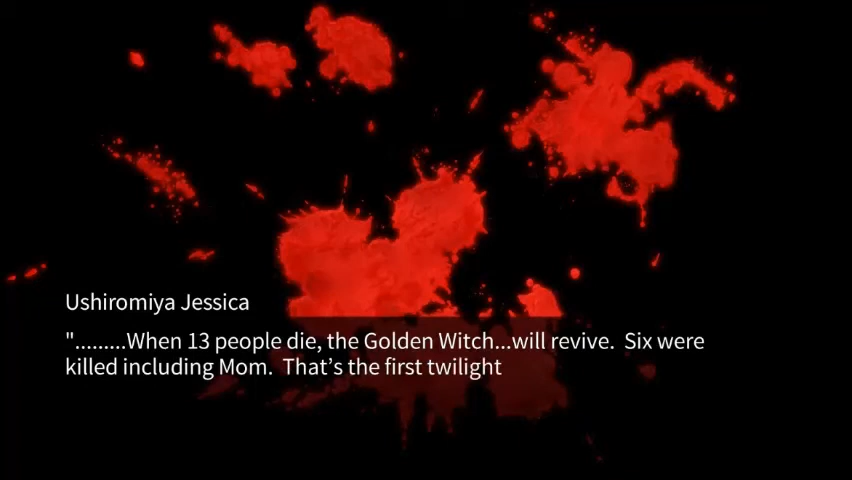 Ushiromiya Jessica
".........When 13 people die, the Golden Witch...will revive.  Six were
killed including Mom.  That’s the first twilight